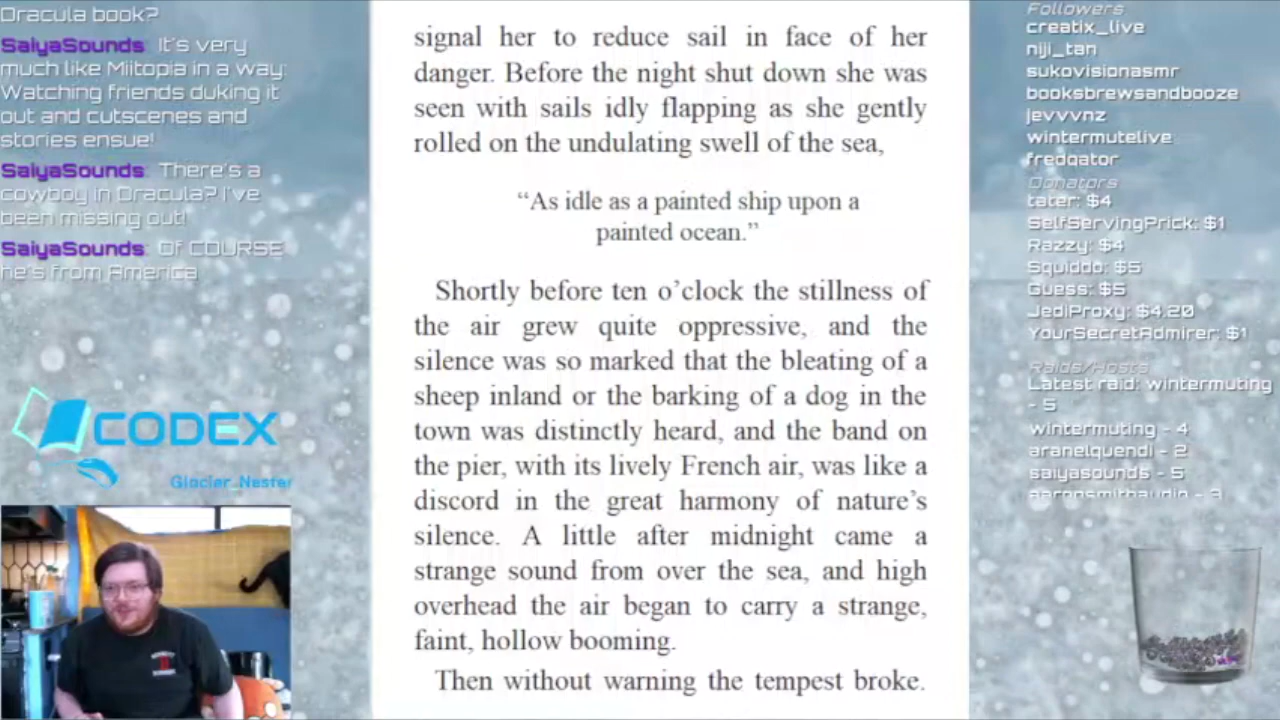 Dracula book?
SaiyaSounds: It's very
much like Miitopia in a way:
Watching friends duking it
out and cutscenes and
stories ensue!
SaiyaSounds: There's a
cowboy in Dracula? I've
been missing out!
SaiyaSounds: Of COURSE
he's from America
CODEX
Glacier_Nester
signal her to reduce sail in face of her
danger. Before the night shut down she was
seen with sails idly flapping as she gently
rolled on the undulating swell of the sea,
“As idle as a painted ship upon a
painted ocean.”
Shortly before ten o’clock the stillness of
the air grew quite oppressive, and the
silence was so marked that the bleating of a
sheep inland or the barking of a dog in the
town was distinctly heard, and the band on
the pier, with its lively French air, was like a
discord in the great harmony of nature’s
silence. A little after midnight came a
strange sound from over the sea, and high
overhead the air began to carry a strange,
faint, hollow booming.
Then without warning the tempest broke.
Followers
creatix_live
niji_tan
sukovisionasmr
booksbrewsandbooze
jevvvnz
wintermutelive
fredgator
Donators
tater: $4
SelfServingPrick: $1
Razzy: $4
Squiddo: $5
Guess: $5
JediProxy: $4.20
YourSecretAdmirer: $1
Raids/Hosts
Latest raid: wintermuting
- 5
wintermuting - 4
aranelquendi - 2
saiyasounds - 5
aaronsmithaudio - 3